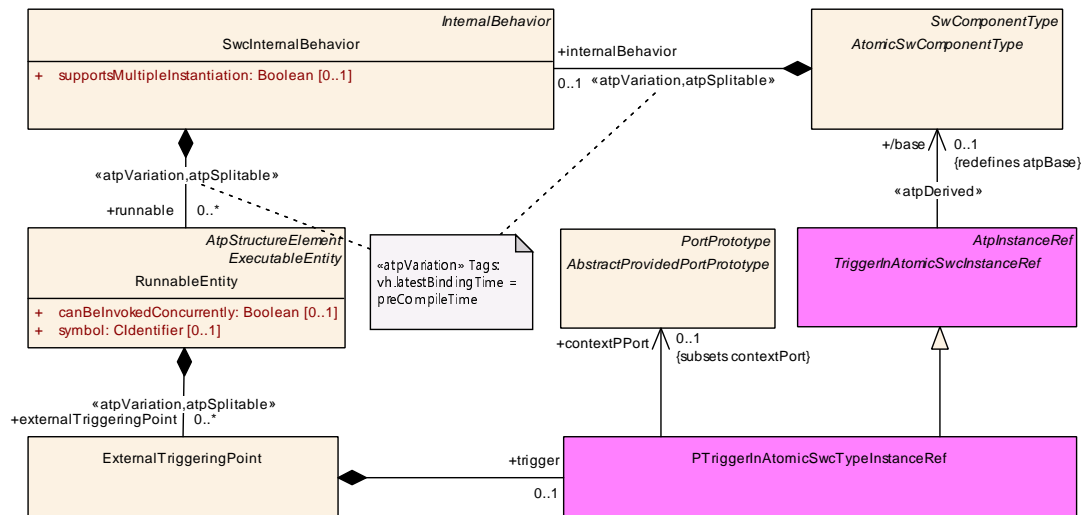 InternalBehavior
SwcInternalBehavior
+ supportsMultipleInstantiation: Boolean [0..1]
+internalBehavior
0..1 «atpVariation,atpSplitable»
SwComponentType
AtomicSwComponentType
«atpVariation,atpSplitable»
+runnable 0..*
+/base 0..1
{redefines atpBase}
«atpDerived»
AtpStructureElement
ExecutableEntity
RunnableEntity
+ canBeInvokedConcurrently: Boolean [0..1]
+ symbol: CIdentifier [0..1]
«atpVariation» Tags:
vh.latestBindingTime =
preCompileTime
PortPrototype
AbstractProvidedPortPrototype
AtpInstanceRef
TriggerInAtomicSwcInstanceRef
+contextPPort 0..1
{subsets contextPort}
«atpVariation,atpSplitable»
+externalTriggeringPoint 0..*
ExternalTriggeringPoint
+trigger
0..1
PTriggerInAtomicSwcTypeInstanceRef